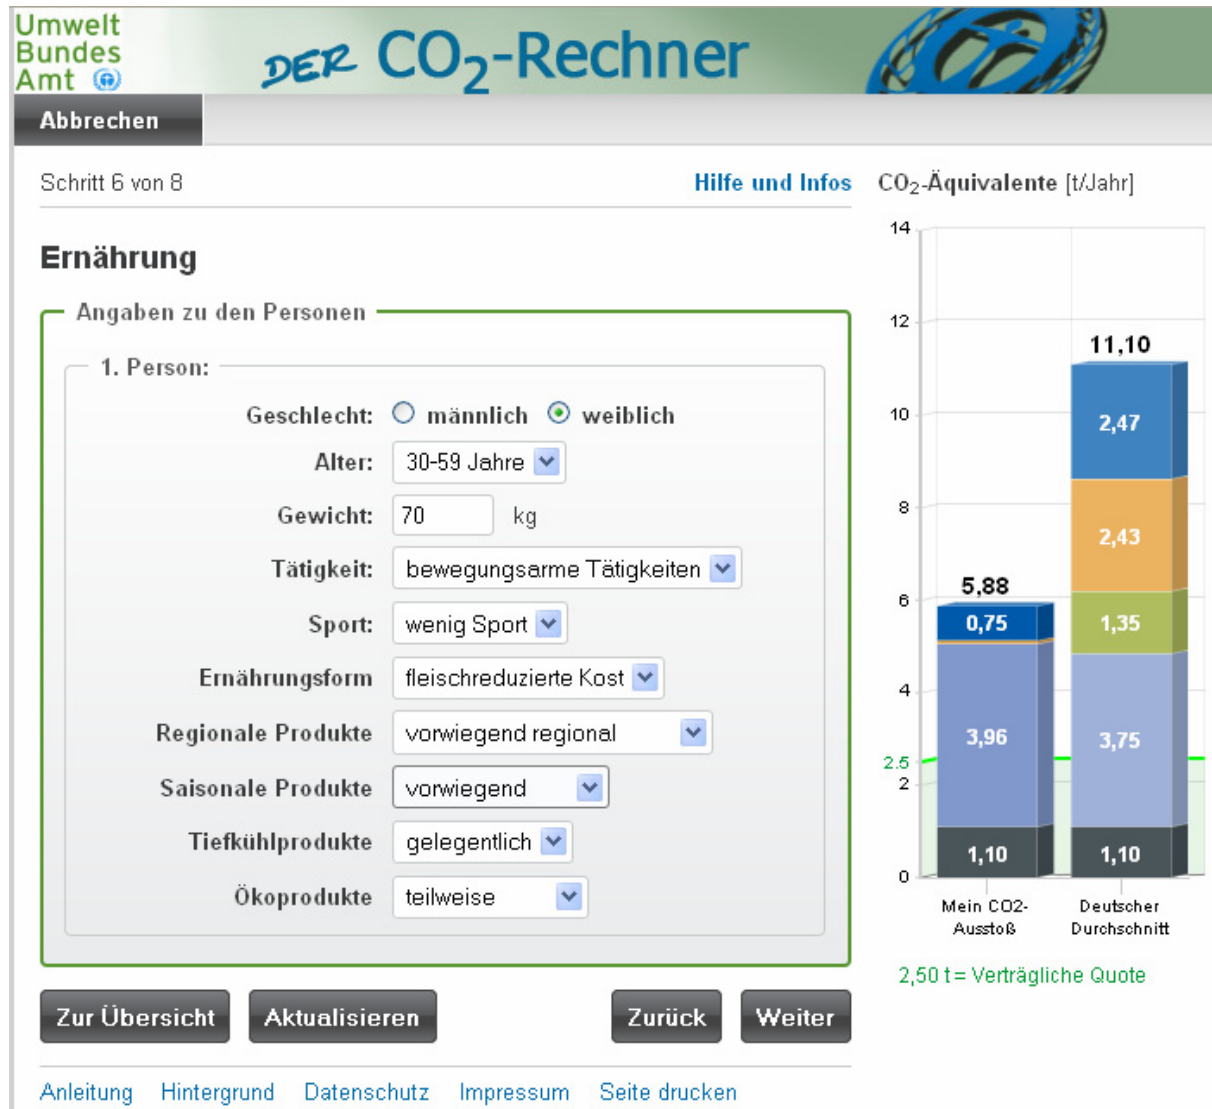 Umwelt
Bundes
Amt
DER CO₂-Rechner
Abbrechen
Schritt 6 von 8
Hilfe und Infos
Ernährung
Angaben zu den Personen
1. Person:
Geschlecht: männlich weiblich
Alter: 30-59 Jahre
Gewicht: 70 kg
Tätigkeit: bewegungsarme Tätigkeiten
Sport: wenig Sport
Ernährungsform fleischreduzierte Kost
Regionale Produkte vorwiegend regional
Saisonale Produkte vorwiegend
Tiefkühlprodukte gelegentlich
Ökoprodukte teilweise
Zur Übersicht Aktualisieren Zurück Weiter
Anleitung Hintergrund Datenschutz Impressum Seite drucken
CO₂-Äquivalente [t/Jahr]
14
12
11,10
10
2,47
8
2,43
5,88
6
0,75 1,35
4
3,96 3,75
2.5
2
1,10 1,10
0
Mein CO2- Deutscher
Ausstoß Durchschnitt
2,50 t = Verträgliche Quote